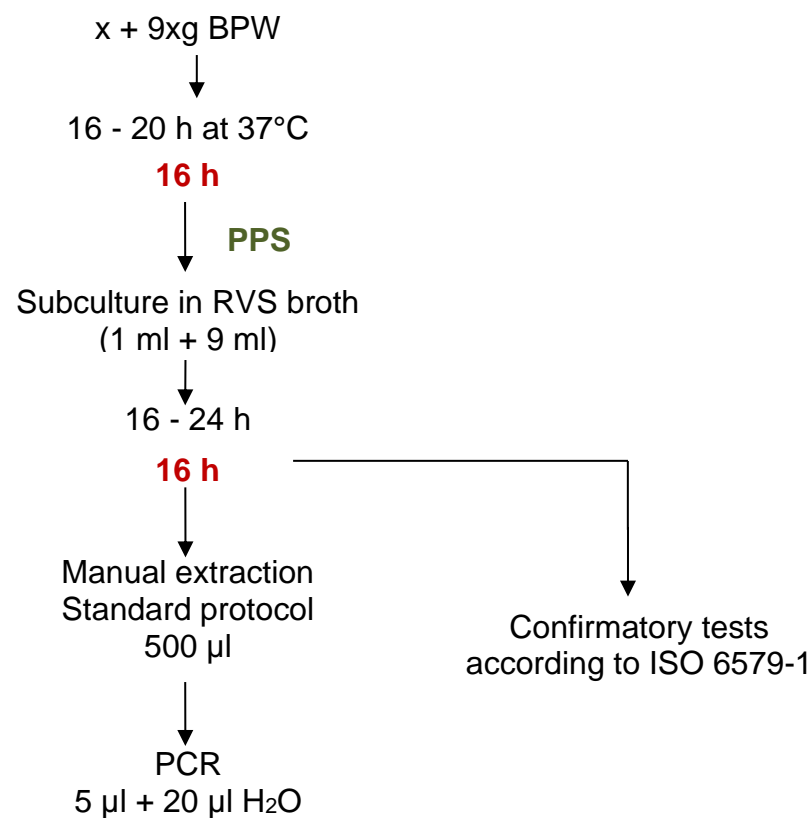 x + 9xg BPW
16 - 20 h at 37°C
16 h
PPS
Subculture in RVS broth
(1 ml + 9 ml)
16 - 24 h
16 h
Manual extraction
Standard protocol
500 µl
Confirmatory tests
according to ISO 6579-1
PCR
5 µl + 20 µl H₂O